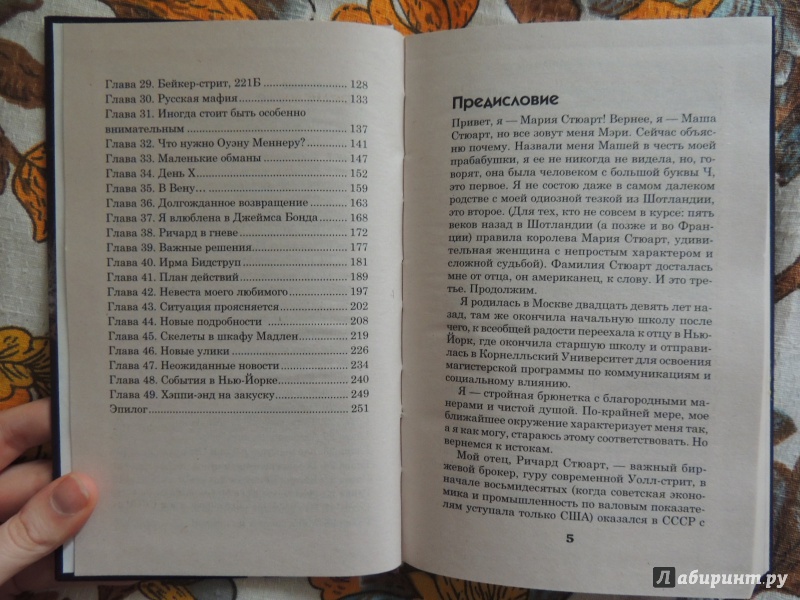 Глава 29. Бейкер-стрит, 221Б 128
Глава 30. Русская мафия 133
Глава 31. Иногда стоит быть особенно
внимательным 137
Глава 32. Что нужно Оуэну Меннеру? 141
Глава 33. Маленькие обманы 147
Глава 34. День Х 152
Глава 35. В Вену... 159
Глава 36. Долгожданное возвращение 163
Глава 37. Я влюблена в Джеймса Бонда 168
Глава 38. Ричард в гневе 172
Глава 39. Важные решения 177
Глава 40. Ирма Бидструп 181
Глава 41. План действий 189
Глава 42. Невеста моего любимого 197
Глава 43. Ситуация проясняется 202
Глава 44. Новые подробности 208
Глава 45. Скелеты в шкафу Мадлен 219
Глава 46. Новые улики 226
Глава 47. Неожиданные новости 234
Глава 48. События в Нью-Йорке 240
Глава 49. Хэппи-энд на закуску 249
Эпилог 251
Предисловие
Привет, я — Мария Стюарт! Вернее, я — Маша
Стюарт, но все зовут меня Мэри. Сейчас объяс-
ню почему. Назвали меня Машей в честь моей
прабабушки, я ее никогда не видела, но, гово-
рят, она была человеком с большой буквы Ч,
это первое. Я не состою даже в самом далеком
родстве с моей одиозной тезкой из Шотландии,
это второе. (Для тех, кто не совсем в курсе: пять
веков назад в Шотландии (а позже и во Фран-
ции) правила королева Мария Стюарт, удиви-
тельная женщина с непростым характером и
сложной судьбой). Фамилия Стюарт досталась
мне от отца, он американец, к слову. И это тре-
тье. Продолжим.
Я родилась в Москве двадцать девять лет на-
зад, там же окончила начальную школу после
чего, к всеобщей радости переехала к отцу в Нью-
Йорк, где окончила старшую школу и отправи-
лась в Корнелльский Университет для освоения
магистерской программы по коммуникациям и
социальному влиянию.
Я — стройная брюнетка с благородными ма-
нерами и чистой душой. По-крайней мере, мое
ближайшее окружение характеризует меня так,
а я как могу, стараюсь этому соответствовать. Но
вернемся к истокам.
Мой отец, Ричард Стюарт, — важный бир-
жевой брокер, гуру современной Уолл-стрит, в
начале восьмидесятых (когда советская эконо-
мика и промышленность по валовым показате-
лям уступала только США) оказался в СССР с
5
Лабиринт.ру